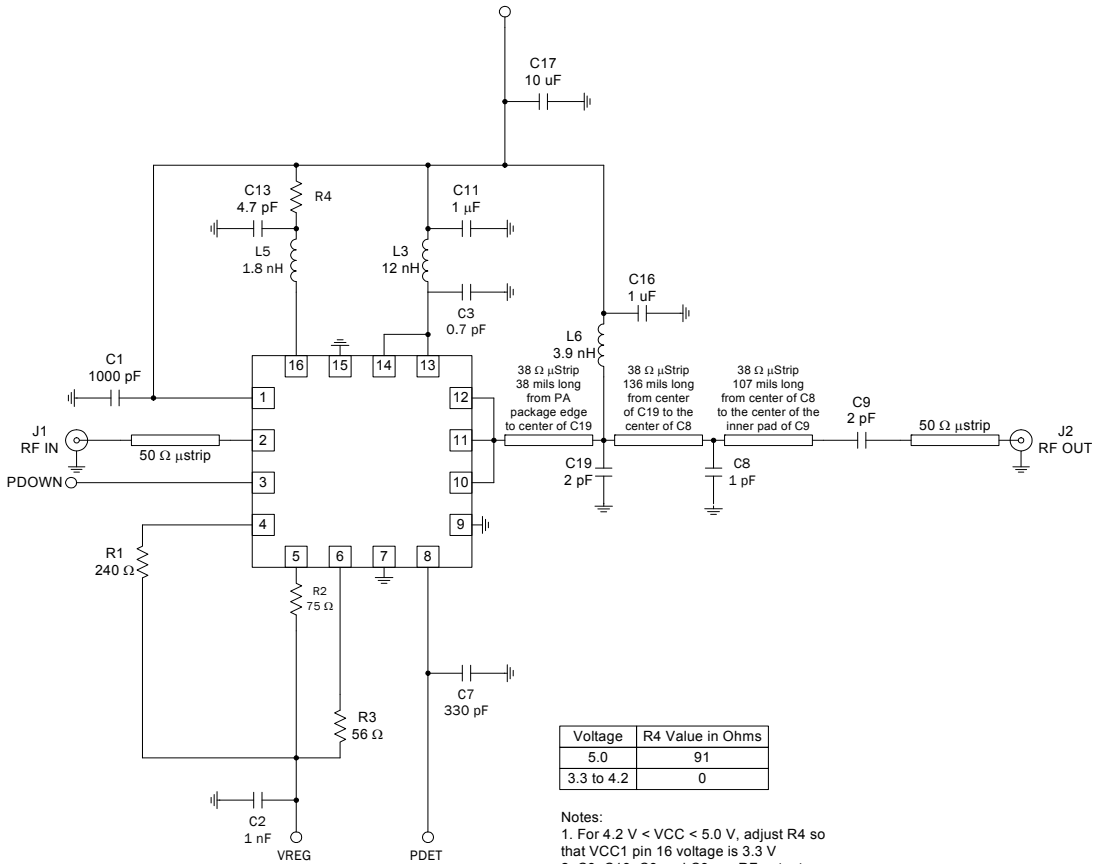 C17
10 uF
C13
4.7 pF
R4
C11
1 µF
L5
1.8 nH
L3
12 nH
C3
0.7 pF
C16
1 uF
L6
3.9 nH
C1
1000 pF
16
15
14
13
1
2
3
4
12
11
10
9
5
6
7
8
J1
RF IN
50 Ω µstrip
PDOWN
38 Ω µStrip
38 mils long
from PA
package edge
to center of C19
38 Ω µStrip
136 mils long
from center
of C19 to the
center of C8
38 Ω µStrip
107 mils long
from center of C8
to the center of the
inner pad of C9
C9
2 pF
50 Ω µstrip
J2
RF OUT
C19
2 pF
C8
1 pF
R1
240 Ω
R2
75 Ω
R3
56 Ω
C7
330 pF
C2
1 nF
VREG
PDET
Voltage R4 Value in Ohms
5.0 91
3.3 to 4.2 0
Notes:
1. For 4.2 V < VCC < 5.0 V, adjust R4 so
that VCC1 pin 16 voltage is 3.3 V